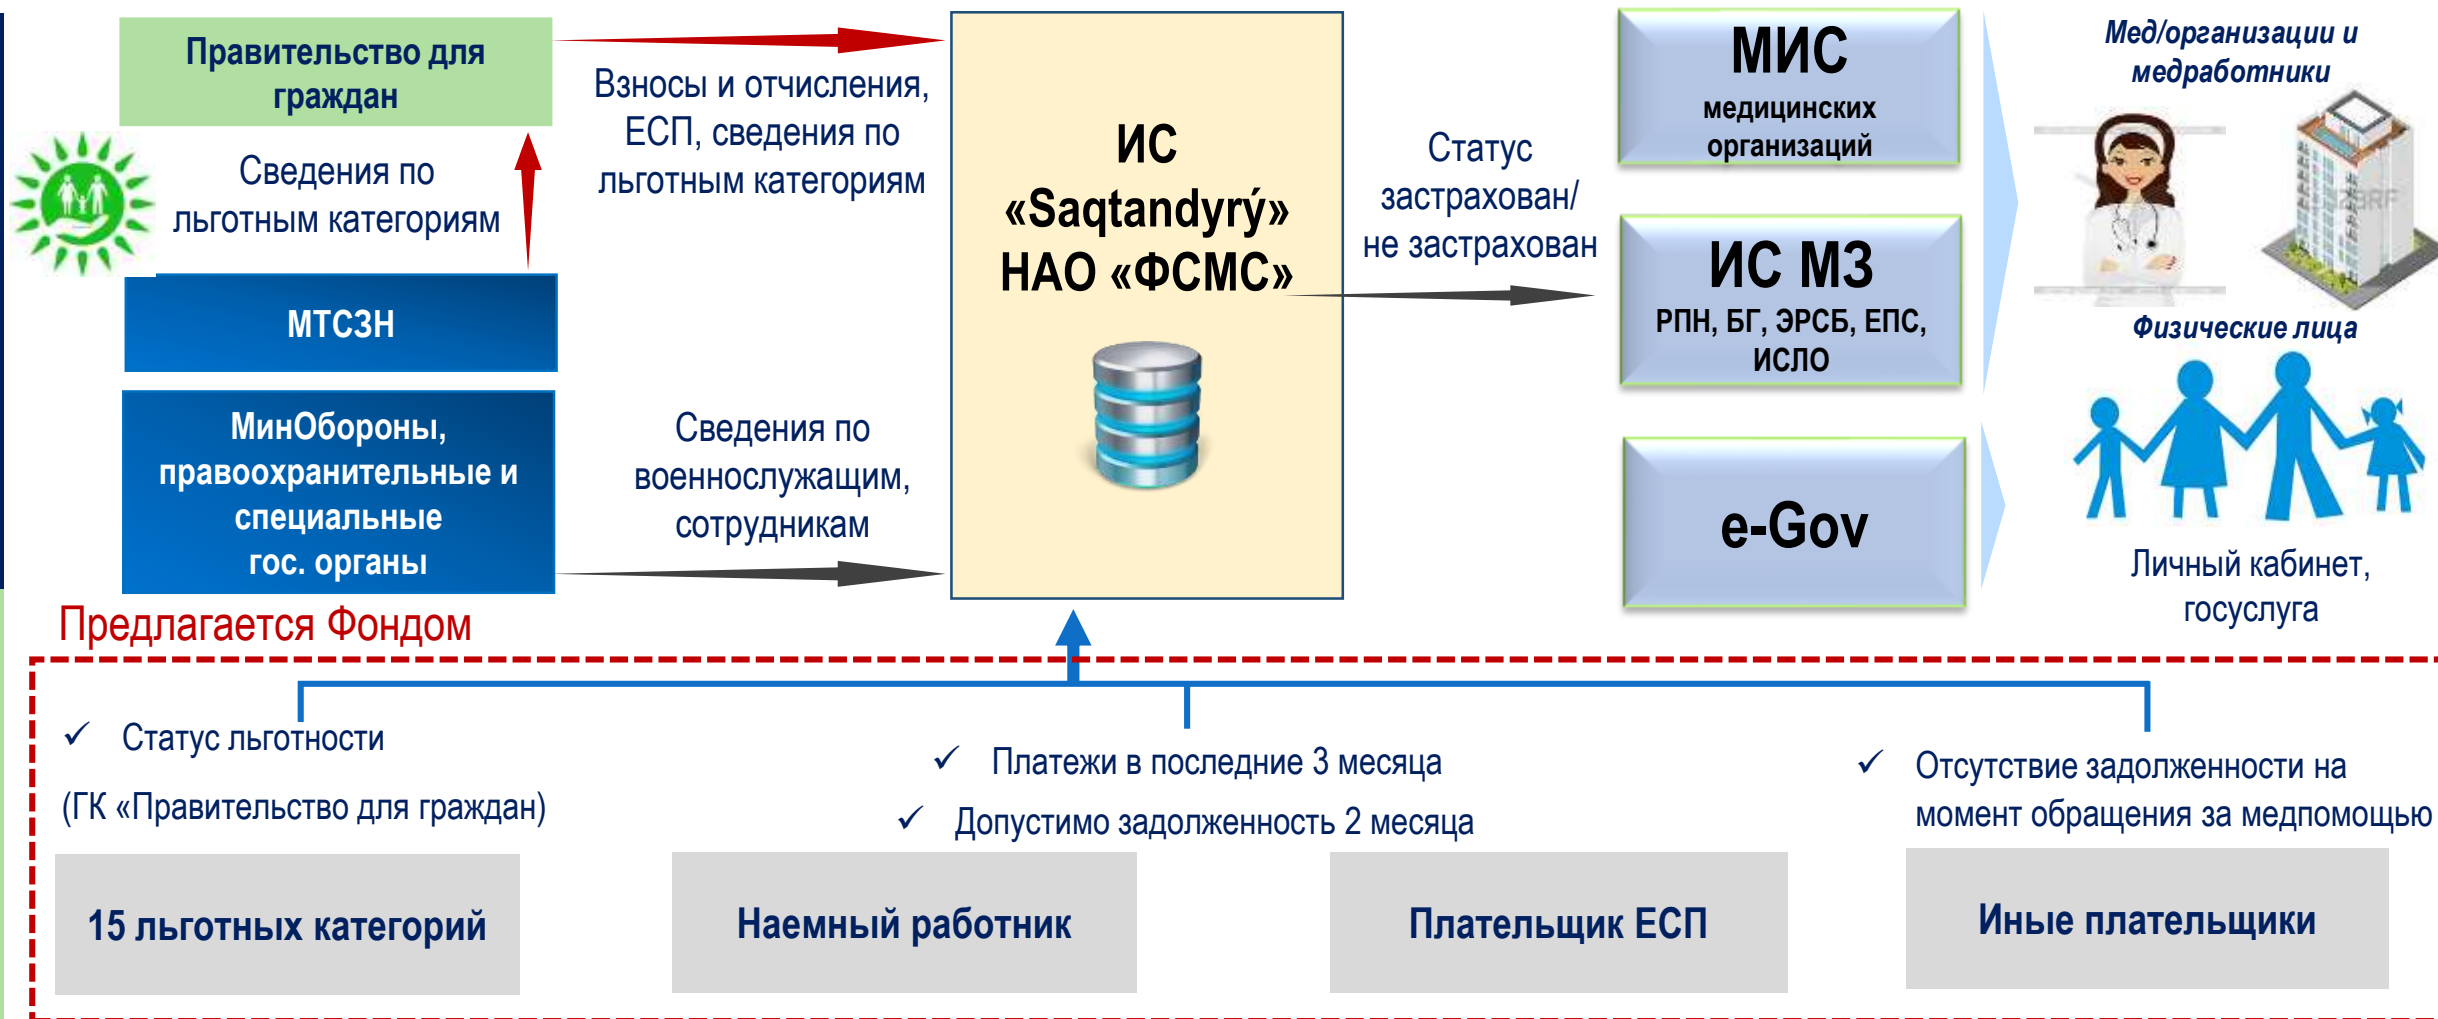 Правительство для
граждан
Взносы и отчисления,
ЕСП, сведения по
льготным категориям
Сведения по
льготным категориям
МТСЗН
МинОбороны,
правоохранительные и
специальные
гос. органы
Сведения по
военнослужащим,
сотрудникам
ИС
«Saqtandyrý»
НАО «ФСМС»
Статус
застрахован/
не застрахован
МИС
медицинских
организаций
ИС МЗ
РПН, БГ, ЭРСБ, ЕПС,
ИСЛО
e-Gov
Мед/организации и
медработники
Физические лица
Личный кабинет,
госуслуга
Предлагается Фондом
✓ Статус льготности
(ГК «Правительство для граждан)
✓ Платежи в последние 3 месяца
✓ Допустимо задолженность 2 месяца
✓ Отсутствие задолженности на
момент обращения за медпомощью
15 льготных категорий
Наемный работник
Плательщик ЕСП
Иные плательщики